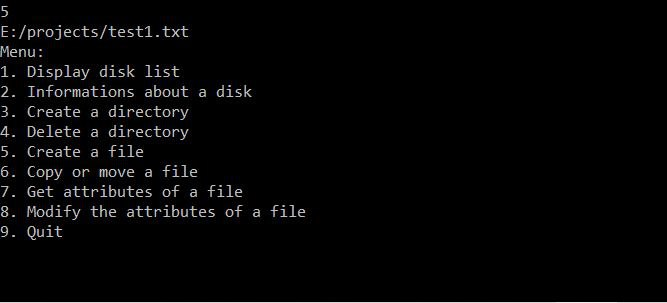 5
E:/projects/test1.txt
Menu:
1. Display disk list
2. Informations about a disk
3. Create a directory
4. Delete a directory
5. Create a file
6. Copy or move a file
7. Get attributes of a file
8. Modify the attributes of a file
9. Quit